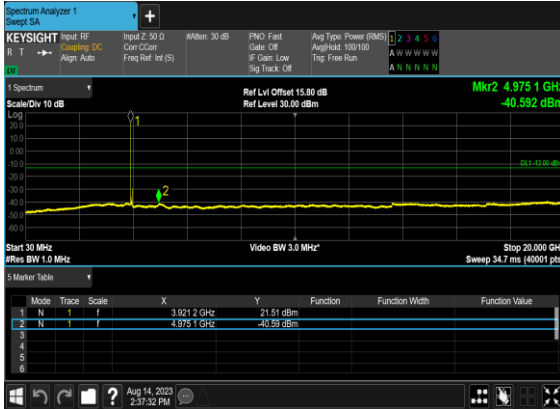 Spectrum Analyzer 1
Swept SA
+
KEYSIGHT
R T
Input: RF
Coupling: DC
Align: Auto
Input Z: 50 Ω
Corr CCorr
Freq Ref: Int (S)
#Atten: 30 dB
PNO: Fast
Gate: Off
IF Gain: Low
Sig Track: Off
Avg Type: Power (RMS)
Avg|Hold: 100/100
Trig: Free Run
1 2 3 4 5 6
A W W W W W
A N N N N N
1 Spectrum
Scale/Div 10 dB
Ref Lvl Offset 15.80 dB
Ref Level 30.00 dBm
Mkr2 4.975 1 GHz
-40.592 dBm
Log
20.0
10.0
0.00
-10.0
-20.0
-30.0
-40.0
-50.0
-60.0
1
2
DL1 -13.00 dBm
Start 30 MHz
#Res BW 1.0 MHz
Video BW 3.0 MHz*
Stop 20.000 GH
Sweep 34.7 ms (40001 pts
5 Marker Table
Mode Trace Scale X Y Function Function Width Function Value
1 N 1 f 3.921 2 GHz 21.51 dBm
2 N 1 f 4.975 1 GHz -40.59 dBm
3
4
5
6
?
Aug 14, 2023
2:37:32 PM